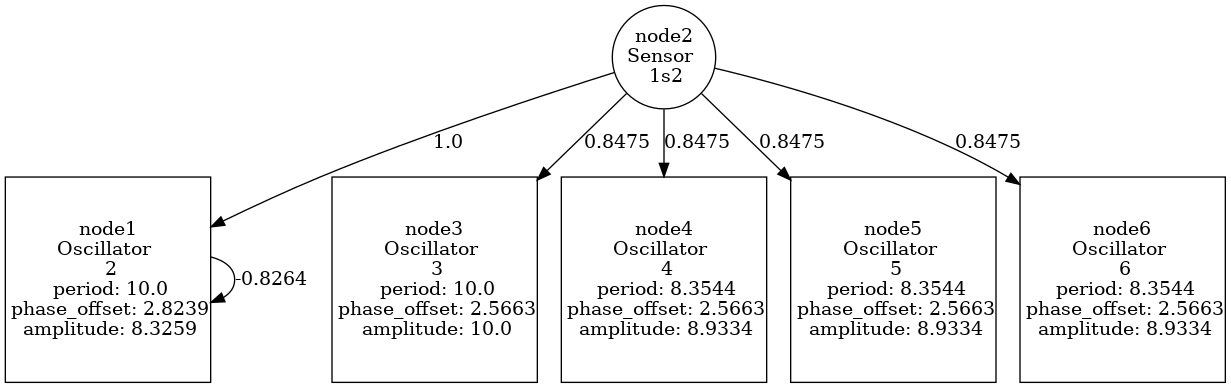 node2
Sensor
1s2
1.0
0.8475
0.8475
0.8475
0.8475
node1
Oscillator
2
period: 10.0
phase_offset: 2.8239
amplitude: 8.3259
-0.8264
node3
Oscillator
3
period: 10.0
phase_offset: 2.5663
amplitude: 10.0
node4
Oscillator
4
period: 8.3544
phase_offset: 2.5663
amplitude: 8.9334
node5
Oscillator
5
period: 8.3544
phase_offset: 2.5663
amplitude: 8.9334
node6
Oscillator
6
period: 8.3544
phase_offset: 2.5663
amplitude: 8.9334